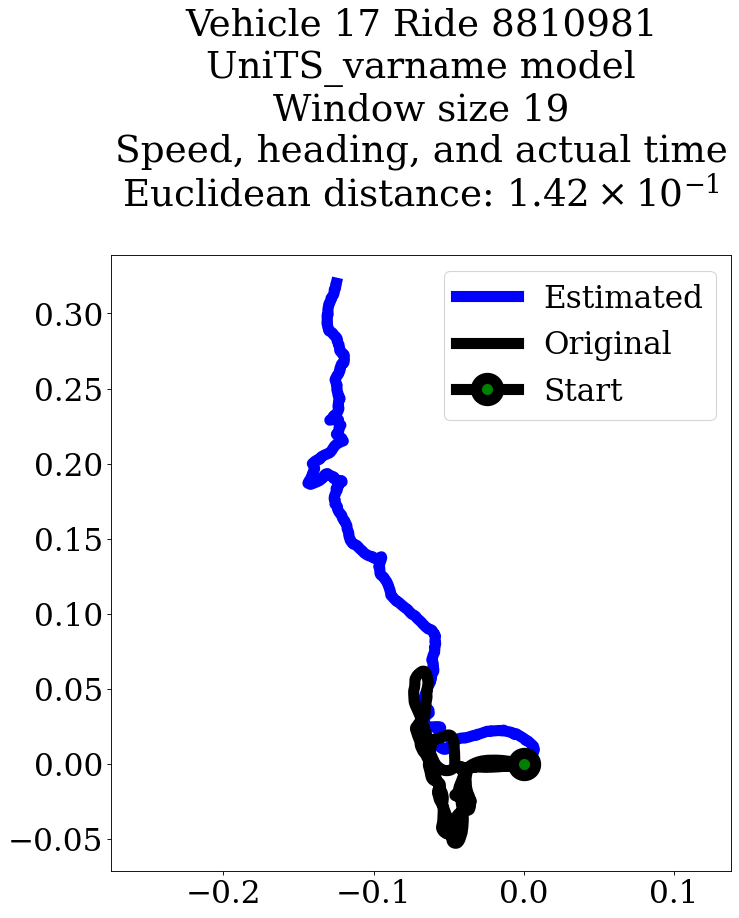 Vehicle 17 Ride 8810981
UniTS_varname model
Window size 19
Speed, heading, and actual time
Euclidean distance: 1.42 × 10⁻¹
Estimated
Original
Start
0.30
0.25
0.20
0.15
0.10
0.05
0.00
−0.05
−0.2 −0.1 0.0 0.1